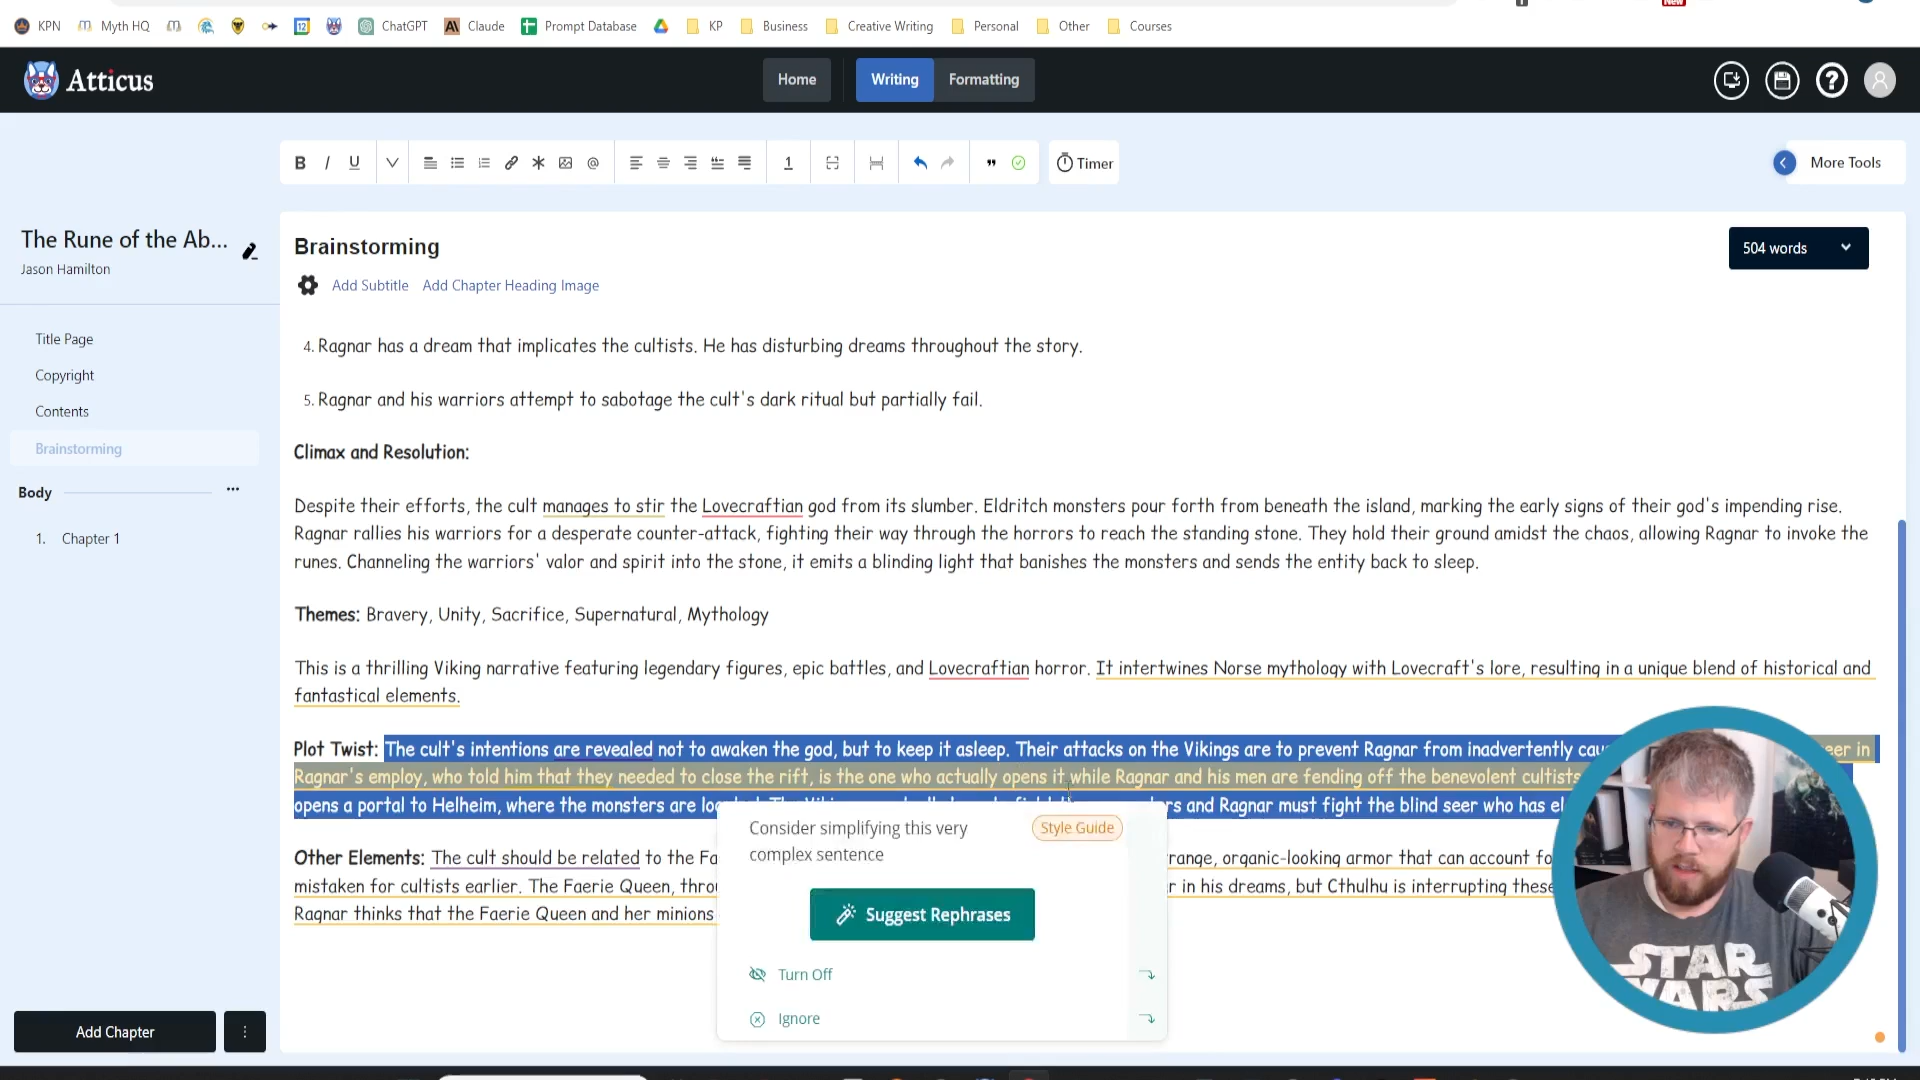 KPN Myth HQ ChatGPT Claude Prompt Database KP Business Creative Writing Personal Other Courses
New
12
Atticus
Home Writing Formatting
B I U 1 Timer More Tools
The Rune of the Ab...
Jason Hamilton
Title Page
Copyright
Contents
Brainstorming
Body
1. Chapter 1
Add Chapter
Brainstorming
504 words
Add Subtitle Add Chapter Heading Image
4. Ragnar has a dream that implicates the cultists. He has disturbing dreams throughout the story.
5. Ragnar and his warriors attempt to sabotage the cult's dark ritual but partially fail.
Climax and Resolution:
Despite their efforts, the cult manages to stir the Lovecraftian god from its slumber. Eldritch monsters pour forth from beneath the island, marking the early signs of their god's impending rise.
Ragnar rallies his warriors for a desperate counter-attack, fighting their way through the horrors to reach the standing stone. They hold their ground amidst the chaos, allowing Ragnar to invoke the
runes. Channeling the warriors' valor and spirit into the stone, it emits a blinding light that banishes the monsters and sends the entity back to sleep.
Themes: Bravery, Unity, Sacrifice, Supernatural, Mythology
This is a thrilling Viking narrative featuring legendary figures, epic battles, and Lovecraftian horror. It intertwines Norse mythology with Lovecraft's lore, resulting in a unique blend of historical and
fantastical elements.
Plot Twist: The cult's intentions are revealed not to awaken the god, but to keep it asleep. Their attacks on the Vikings are to prevent Ragnar from inadvertently in
Ragnar's employ, who told him that they needed to close the rift, is the one who actually opens it while Ragnar and his men are fending off the benevolent cultists
opens a portal to Helheim, where the monsters are and Ragnar must fight the blind seer who has
Other Elements: The cult should be related to the organic-looking armor that can account
mistaken for cultists earlier. The Faerie Queen, in his dreams, but Cthulhu is interrupting these
Ragnar thinks that the Faerie Queen and her minions
Consider simplifying this very
complex sentence
Style Guide
Suggest Rephrases
Turn Off
Ignore
STAR
WARS